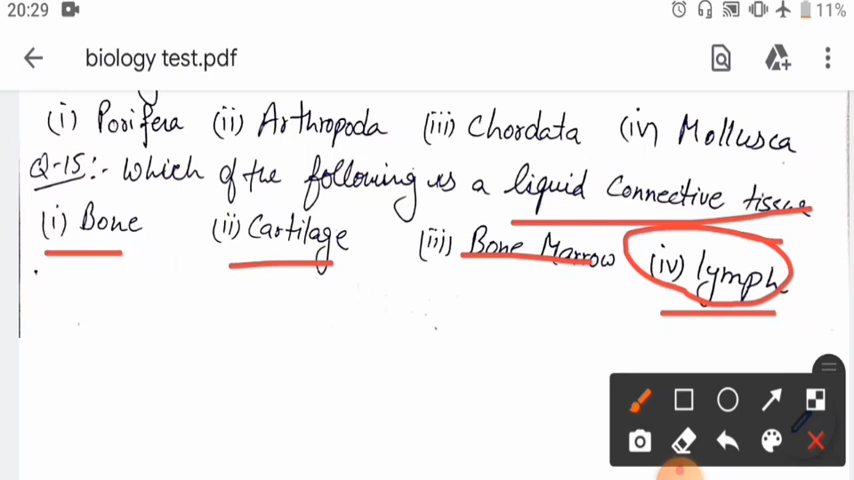 20:29
11%
biology test.pdf
(i) Porifera (ii) Arthropoda (iii) Chordata (iv) Mollusca
Q-15:- Which of the following is a liquid Connective tissue
(i) Bone (ii) Cartilage (iii) Bone Marrow (iv) lymph